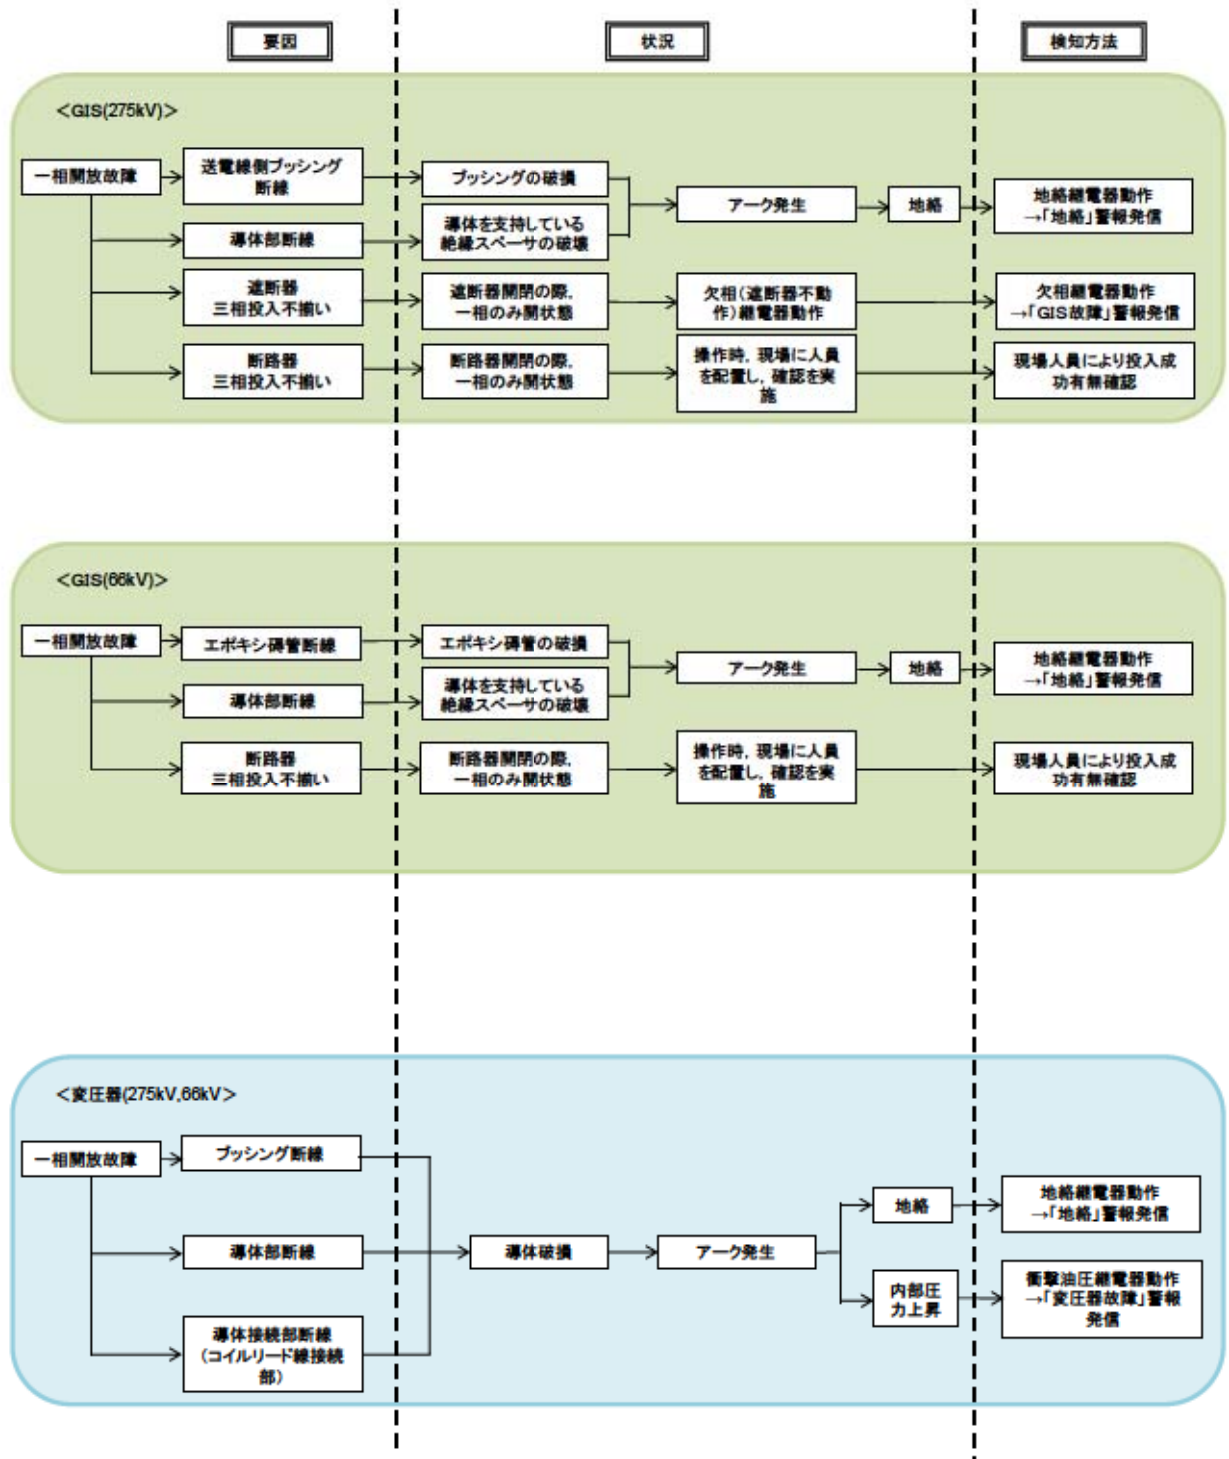 要因
状況
検知方法
＜GIS(275kV)＞
一相開放故障
送電線側ブッシング
断線
ブッシングの破損
アーク発生
地絡
地絡継電器動作
→「地絡」警報発信
導体部断線
導体を支持している
絶縁スペーサの破壊
遮断器
三相投入不揃い
遮断器開閉の際，
一相のみ開状態
欠相（遮断器不動
作）継電器動作
欠相継電器動作
→「GIS故障」警報発信
断路器
三相投入不揃い
断路器開閉の際，
一相のみ開状態
操作時，現場に人員
を配置し，確認を実
施
現場人員により投入成
功有無確認
＜GIS(66kV)＞
一相開放故障
エポキシ碍管断線
エポキシ碍管の破損
アーク発生
地絡
地絡継電器動作
→「地絡」警報発信
導体部断線
導体を支持している
絶縁スペーサの破壊
断路器
三相投入不揃い
断路器開閉の際，
一相のみ開状態
操作時，現場に人員
を配置し，確認を実
施
現場人員により投入成
功有無確認
＜変圧器(275kV,66kV＞
一相開放故障
ブッシング断線
導体部断線
導体接続部断線
（コイルリード線接続
部）
導体破損
アーク発生
地絡
地絡継電器動作
→「地絡」警報発信
内部圧
力上昇
衝撃油圧継電器動作
→「変圧器故障」警報
発信